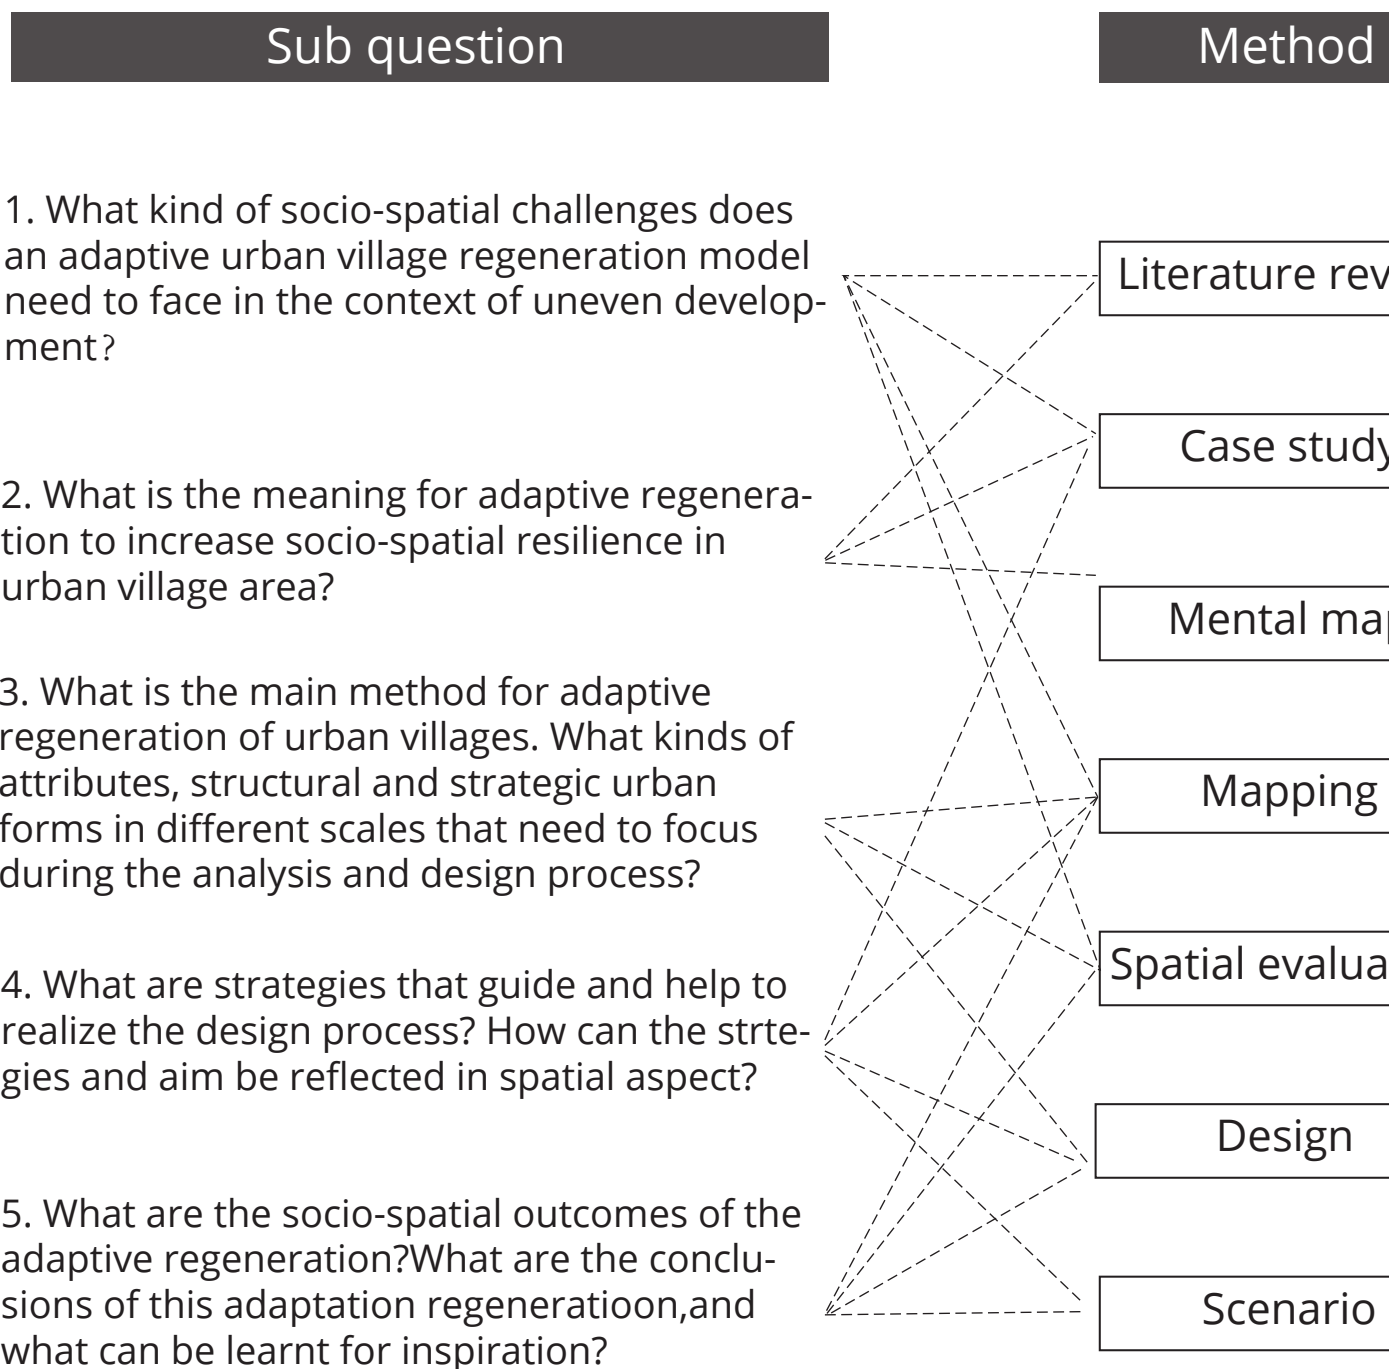 Sub question
Method
1. What kind of socio-spatial challenges does
an adaptive urban village regeneration model
need to face in the context of uneven develop-
ment?
2. What is the meaning for adaptive regenera-
tion to increase socio-spatial resilience in
urban village area?
3. What is the main method for adaptive
regeneration of urban villages. What kinds of
attributes, structural and strategic urban
forms in different scales that need to focus
during the analysis and design process?
4. What are strategies that guide and help to
realize the design process? How can the strte-
gies and aim be reflected in spatial aspect?
5. What are the socio-spatial outcomes of the
adaptive regeneration?What are the conclu-
sions of this adaptation regeneratioon,and
what can be learnt for inspiration?
Literature rev
Case study
Mental map
Mapping
Spatial evalua
Design
Scenario